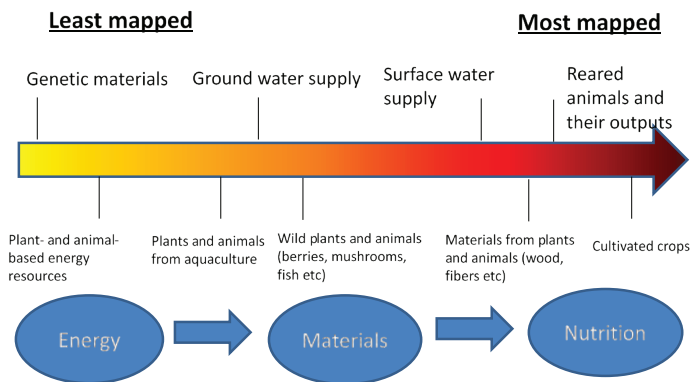 Least mapped
Most mapped
Genetic materials
Ground water supply
Surface water
supply
Reared
animals and
their outputs
Plant- and animal-
based energy
resources
Plants and animals
from aquaculture
Wild plants and animals
(berries, mushrooms,
fish etc)
Materials from plants
and animals (wood,
fibers etc)
Cultivated crops
Energy
Materials
Nutrition